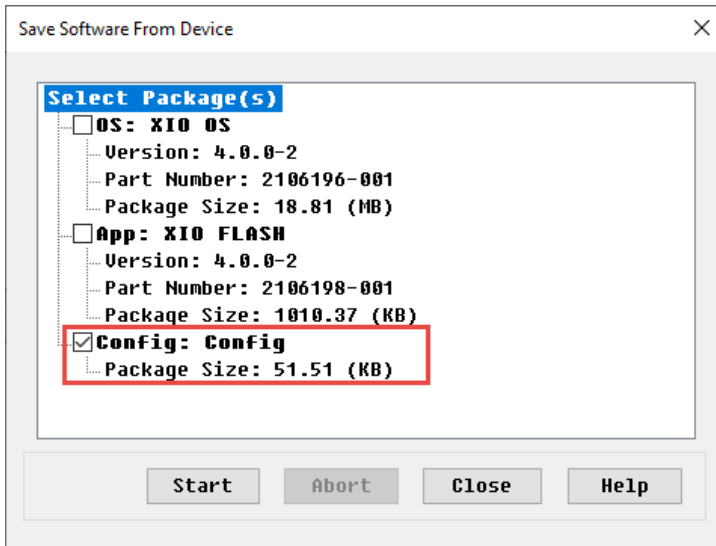 Save Software From Device
Select Package(s)
OS: XIO OS
Version: 4.0.0-2
Part Number: 2106196-001
Package Size: 18.81 (MB)
App: XIO FLASH
Version: 4.0.0-2
Part Number: 2106198-001
Package Size: 1010.37 (KB)
Config: Config
Package Size: 51.51 (KB)
Start Abort Close Help